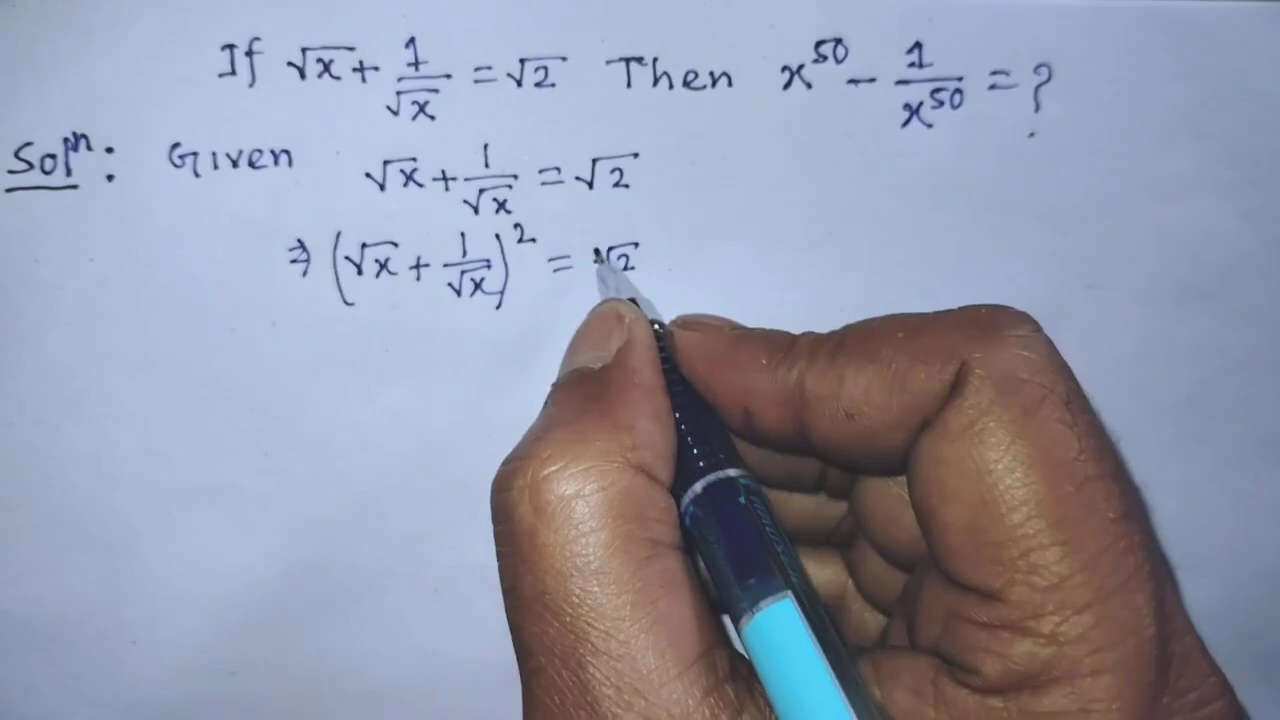 If √x + 1/√x = √2 Then x^50 - 1/x^50 = ?
Solⁿ: Given √x + 1/√x = √2
⇒ (√x + 1/√x)^2 = √2